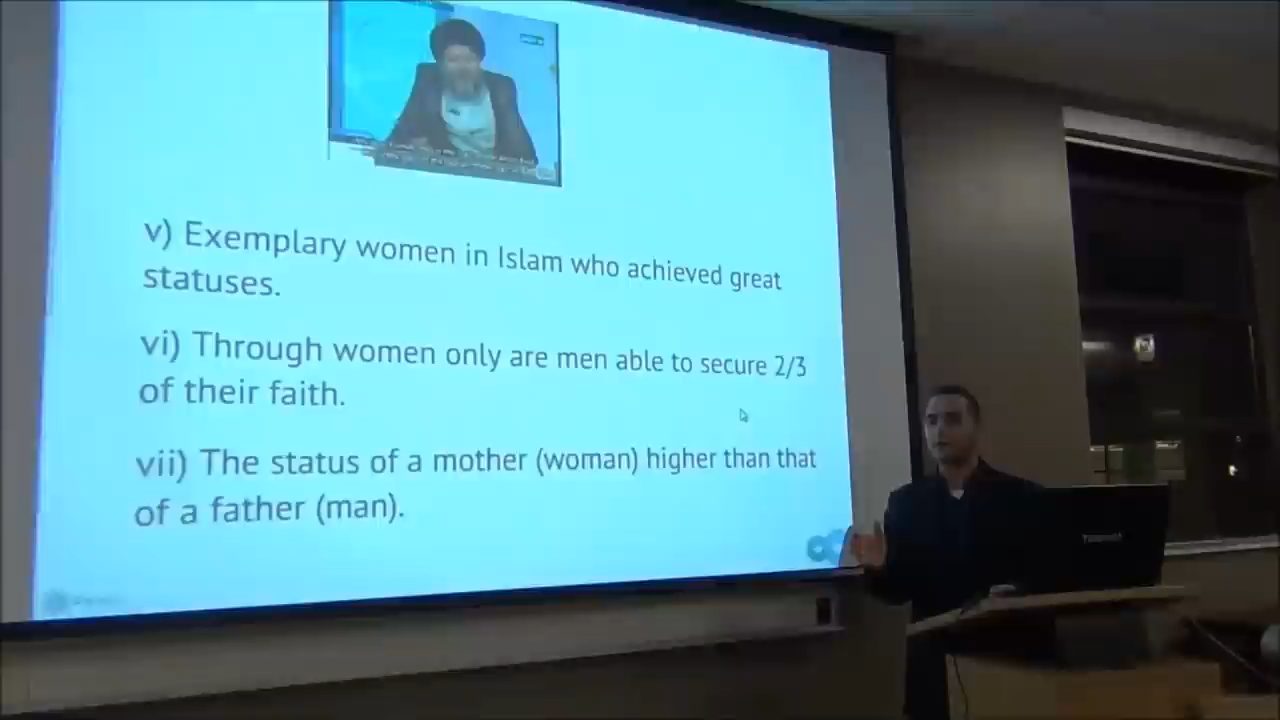 v) Exemplary women in Islam who achieved great
statuses.
vi) Through women only are men able to secure 2/3
of their faith.
vii) The status of a mother (woman) higher than that
of a father (man).